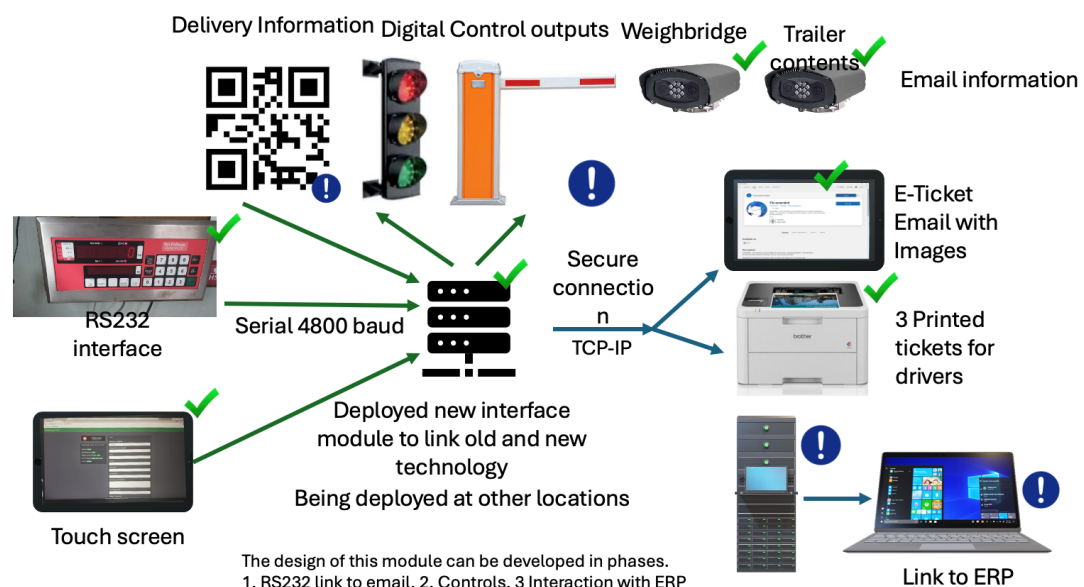 Delivery Information
Digital Control outputs
Weighbridge
Trailer
contents
Email information
E-Ticket
Email with
Images
RS232
interface
Serial 4800 baud
Secure
connectio
n
TCP-IP
brother
3 Printed
tickets for
drivers
Deployed new interface
module to link old and new
technology
Being deployed at other locations
Touch screen
The design of this module can be developed in phases.
1. RS232 link to email, 2. Controls, 3 Interaction with ERP
Link to ERP